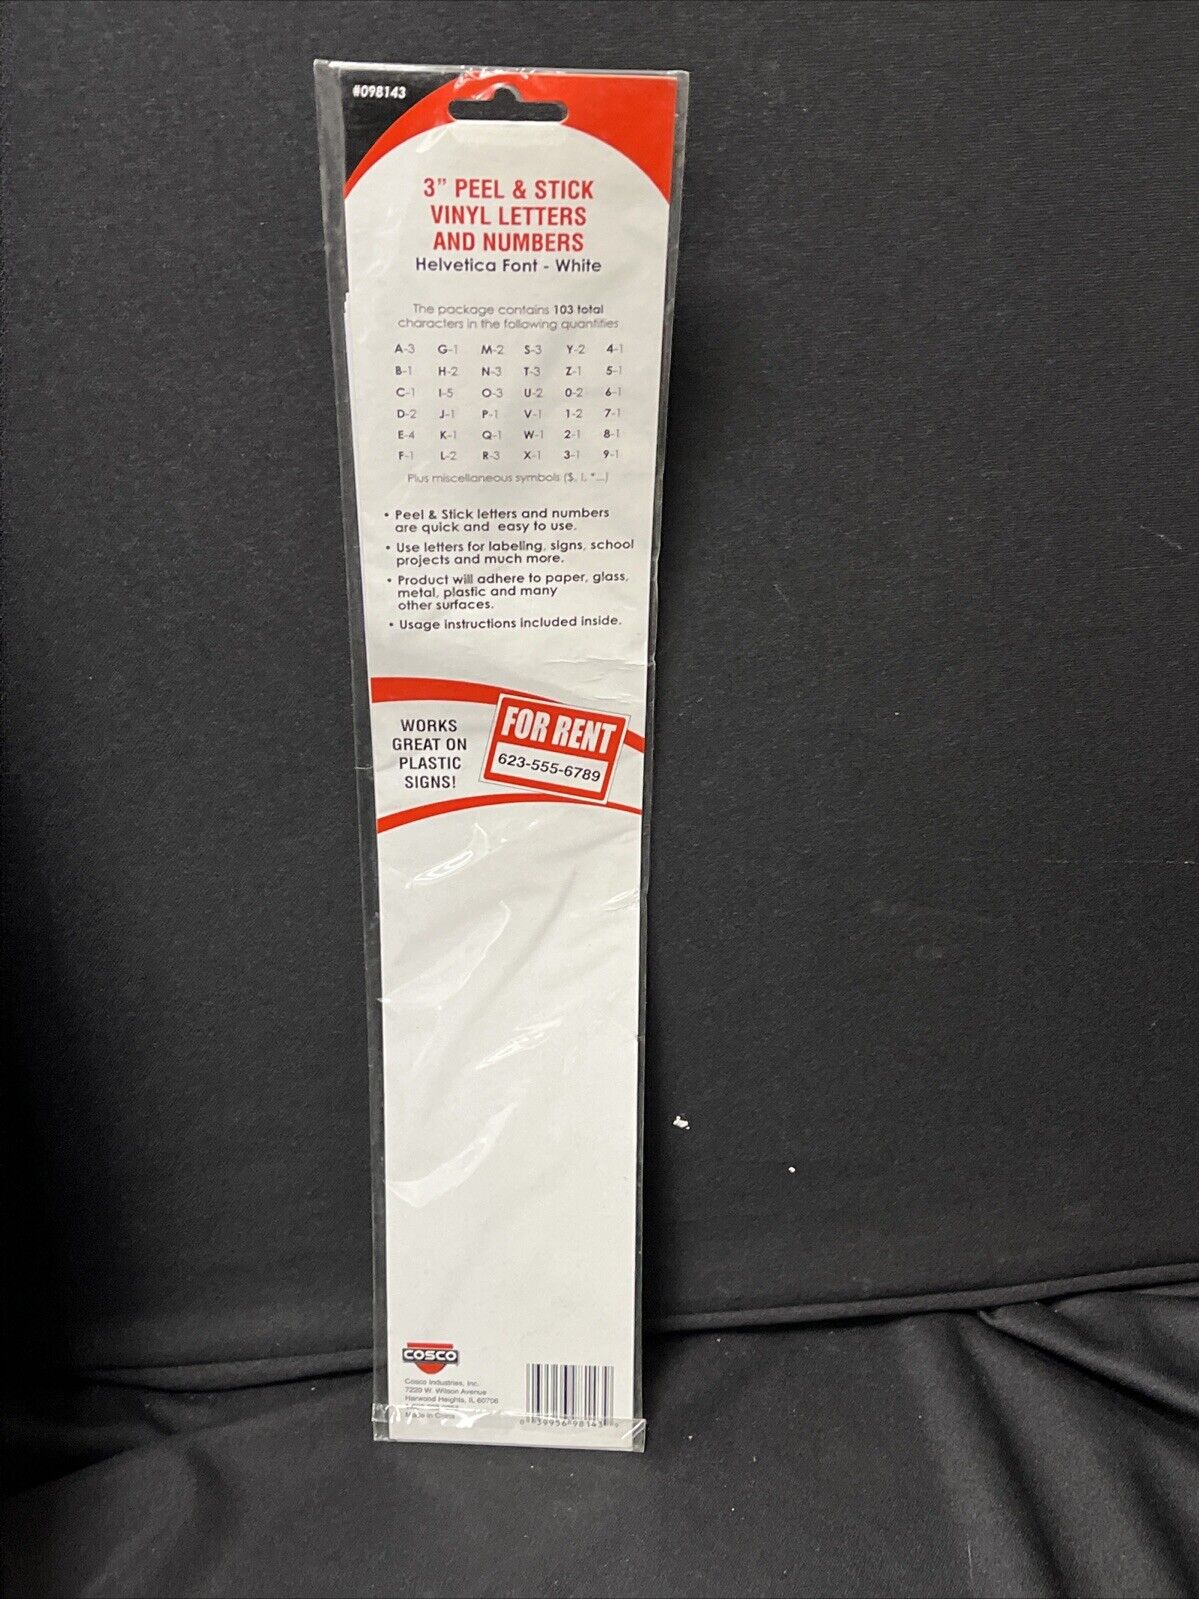 #098143
3" PEEL & STICK
VINYL LETTERS
AND NUMBERS
Helvetica Font - White
The package contains 103 total
characters in the following quantities
A-3 G-1 M-2 S-3 Y-2 4-1
B-1 H-2 N-3 T-3 Z-1 5-1
C-1 I-5 O-3 U-2 0-2 6-1
D-2 J-1 P-1 V-1 1-2 7-1
E-4 K-1 Q-1 W-1 2-1 8-1
F-1 L-2 R-3 X-1 3-1 9-1
Plus miscellaneous symbols ($, !, *...)
• Peel & Stick letters and numbers
are quick and easy to use.
• Use letters for labeling, signs, school
projects and much more.
• Product will adhere to paper, glass,
metal, plastic and many
other surfaces.
• Usage instructions included inside.
WORKS
GREAT ON
PLASTIC
SIGNS!
FOR RENT
623-555-6789
COSCO
Cosco Industries, Inc.
7220 W. Wilson Avenue
Harwood Heights, IL 60706
Made in China
0 39956 98143 9